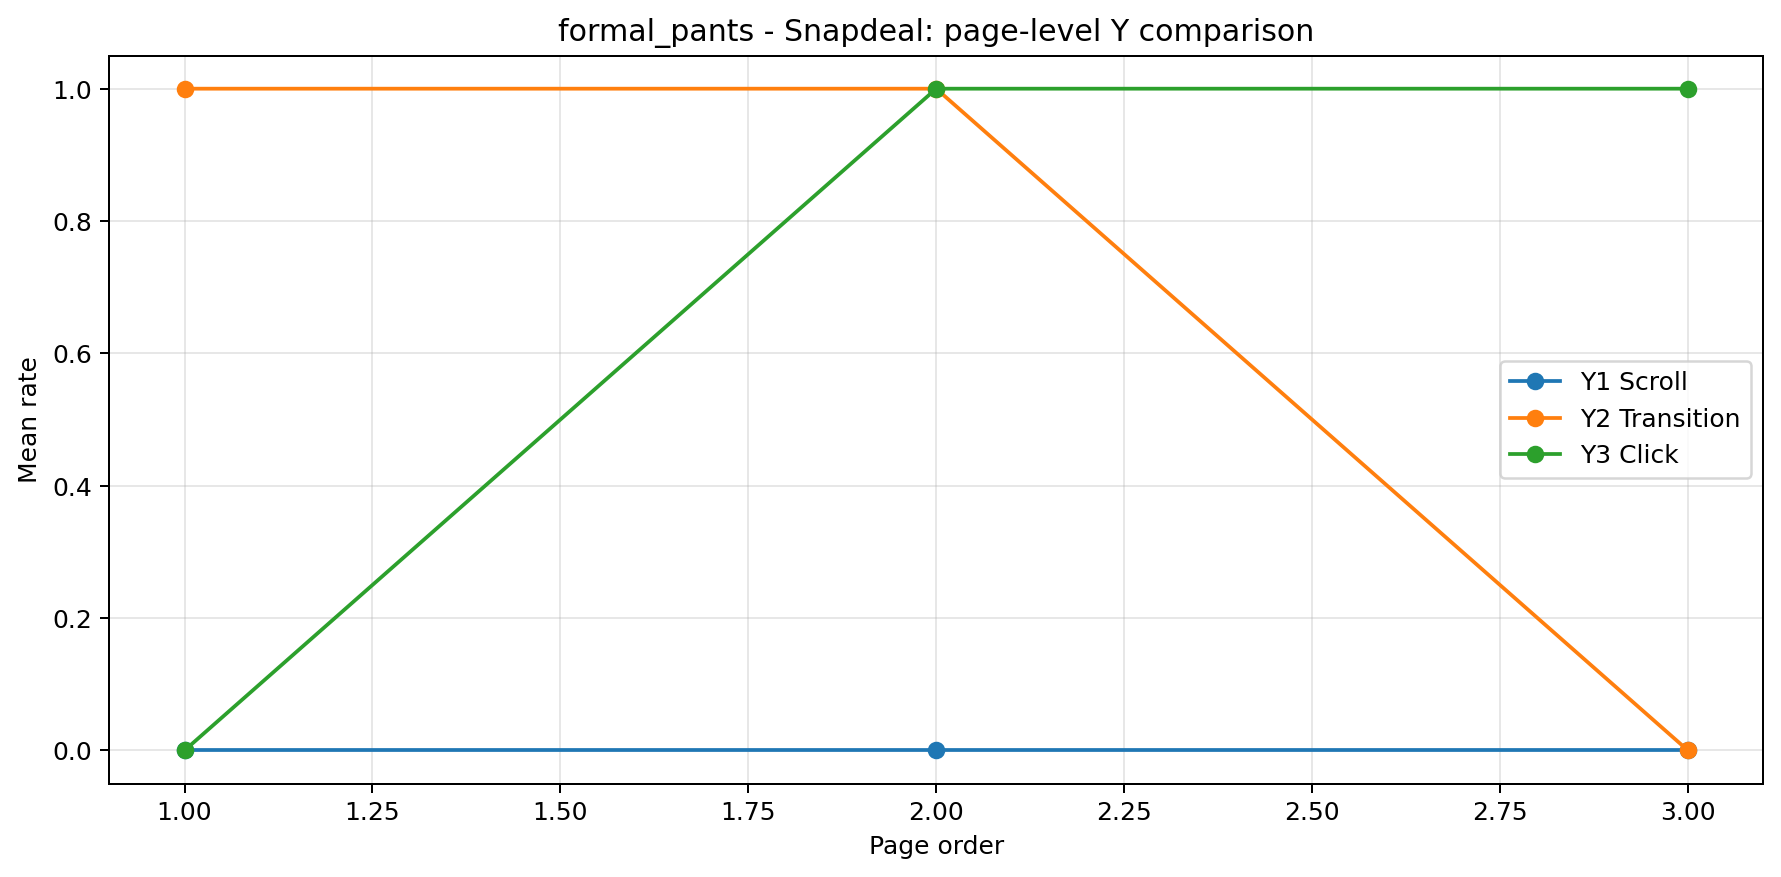 formal_pants - Snapdeal: page-level Y comparison
1.0
0.8
0.6
0.4
0.2
0.0
Mean rate
Y1 Scroll
Y2 Transition
Y3 Click
1.00 1.25 1.50 1.75 2.00 2.25 2.50 2.75 3.00
Page order